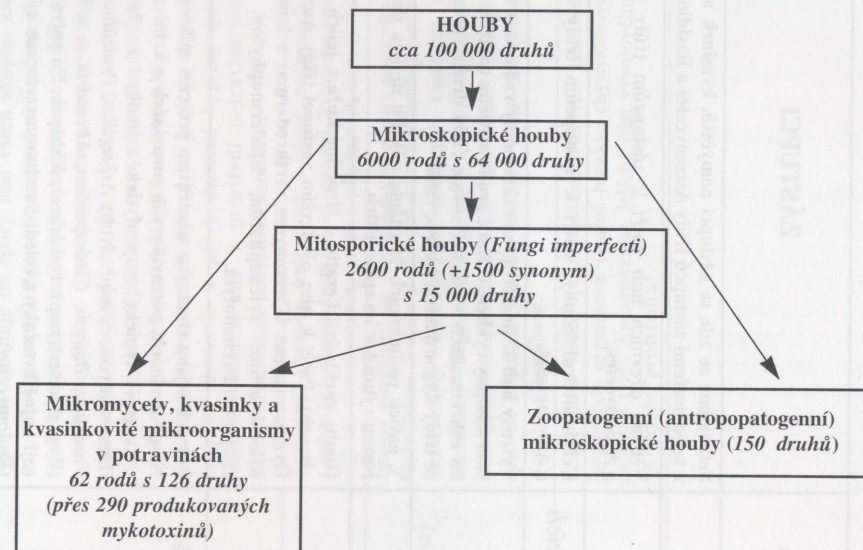 HOUBY
cca 100 000 druhů
Mikroskopické houby
6000 rodů s 64 000 druhy
Mitosporické houby (Fungi imperfecti)
2600 rodů (+1500 synonym)
s 15 000 druhy
Mikromycety, kvasinky a
kvasinkovité mikroorganismy
v potravinách
62 rodů s 126 druhy
(přes 290 produkovaných
mykotoxinů)
Zoopatogenní (antropopatogenní)
mikroskopické houby (150 druhů)